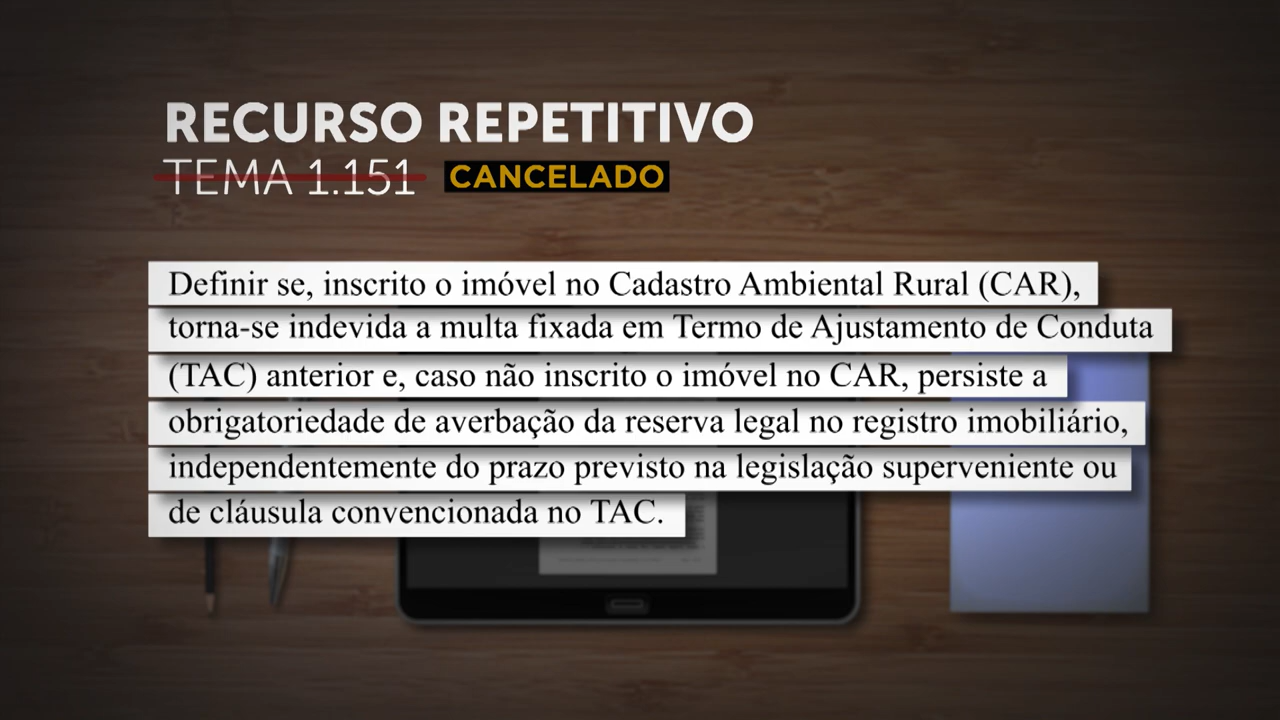 RECURSO REPETITIVO
TEMA 1.151 CANCELADO
Definir se, inscrito o imóvel no Cadastro Ambiental Rural (CAR),
torna-se indevida a multa fixada em Termo de Ajustamento de Conduta
(TAC) anterior e, caso não inscrito o imóvel no CAR, persiste a
obrigatoriedade de averbação da reserva legal no registro imobiliário,
independentemente do prazo previsto na legislação superveniente ou
de cláusula convencionada no TAC.